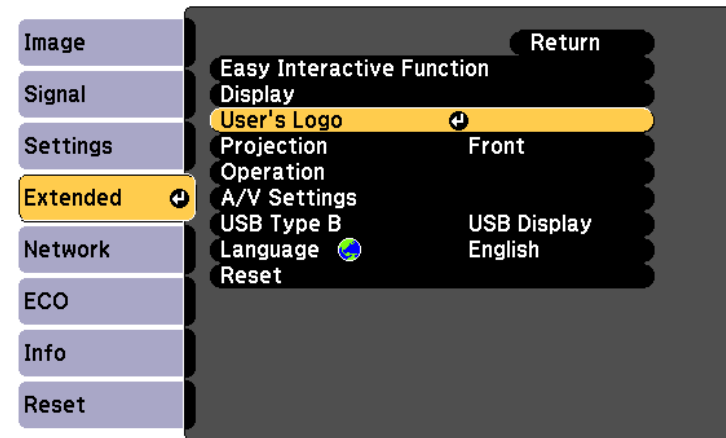 Image
Signal
Settings
Extended
Network
ECO
Info
Reset
Return
Easy Interactive Function
Display
User's Logo
Projection Front
Operation
A/V Settings
USB Type B USB Display
Language English
Reset